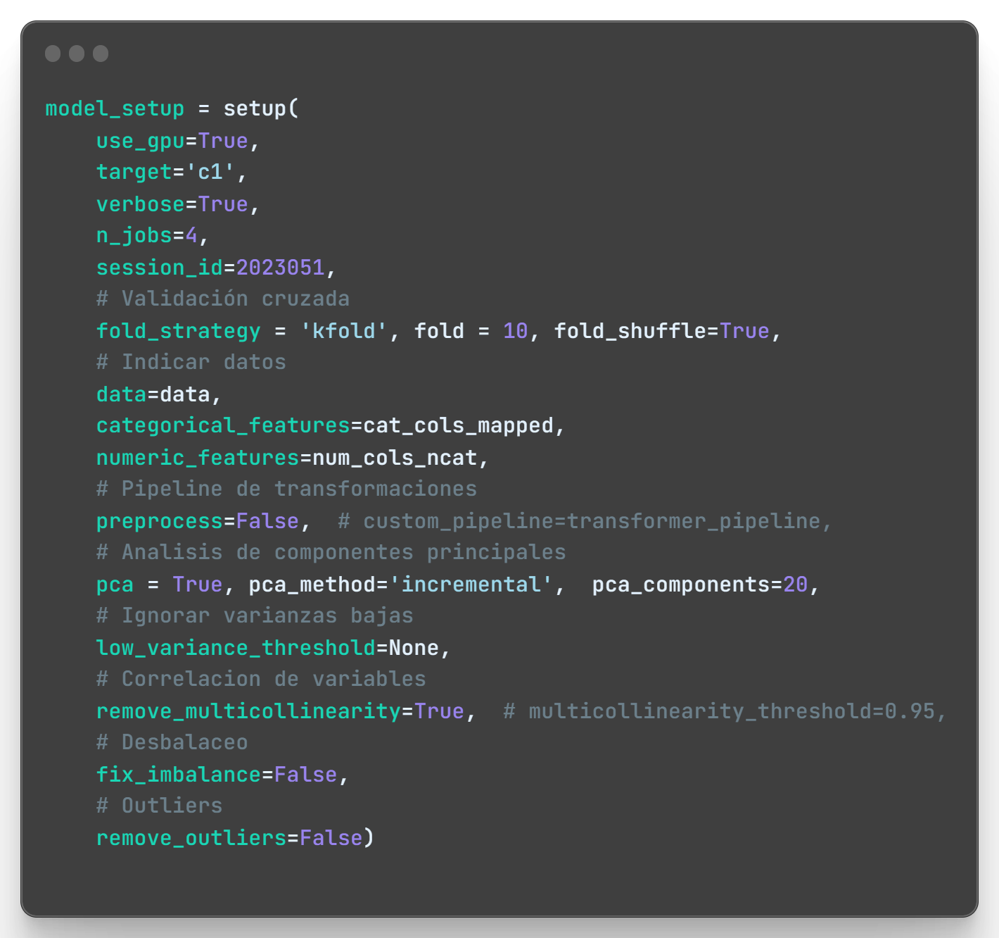 model_setup = setup(
    use_gpu=True,
    target='c1',
    verbose=True,
    n_jobs=4,
    session_id=2023051,
    # Validación cruzada
    fold_strategy = 'kfold', fold = 10, fold_shuffle=True,
    # Indicar datos
    data=data,
    categorical_features=cat_cols_mapped,
    numeric_features=num_cols_ncat,
    # Pipeline de transformaciones
    preprocess=False,  # custom_pipeline=transformer_pipeline,
    # Analisis de componentes principales
    pca = True, pca_method='incremental',  pca_components=20,
    # Ignorar varianzas bajas
    low_variance_threshold=None,
    # Correlacion de variables
    remove_multicollinearity=True,  # multicollinearity_threshold=0.95,
    # Desbalaceo
    fix_imbalance=False,
    # Outliers
    remove_outliers=False)